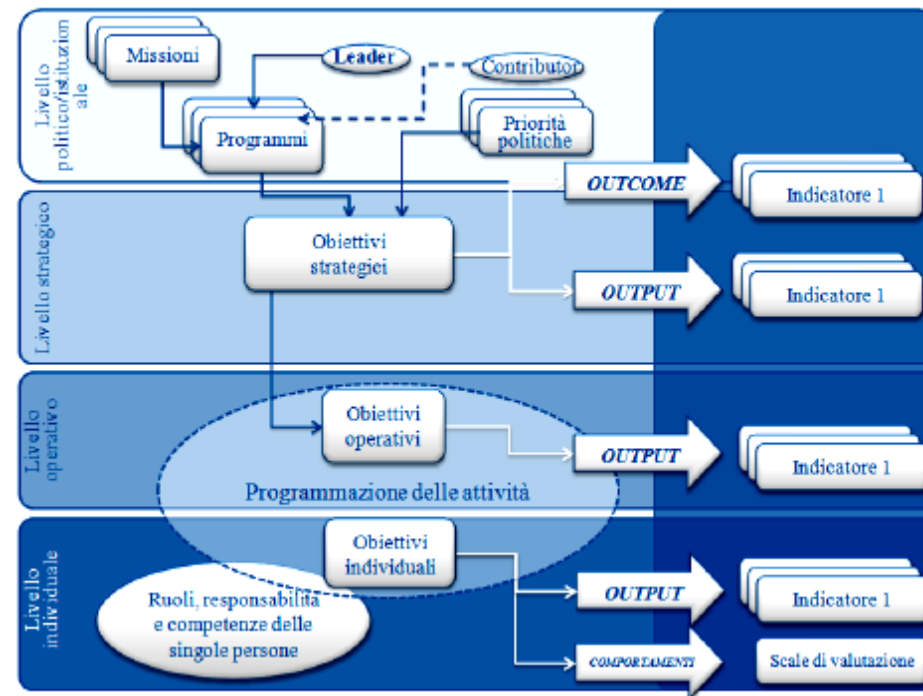 Livello
politico/istituzion
ale
Missioni
Leader
Contributor
Programmi
Priorità
politiche
OUTCOME
Indicatore 1
Livello strategico
Obiettivi
strategici
OUTPUT
Indicatore 1
Livello
operativo
Obiettivi
operativi
OUTPUT
Indicatore 1
Programmazione delle attività
Livello
individuale
Obiettivi
individuali
Ruoli, responsabilità
e competenze delle
singole persone
OUTPUT
Indicatore 1
COMPORTAMENTI
Scale di valutazione